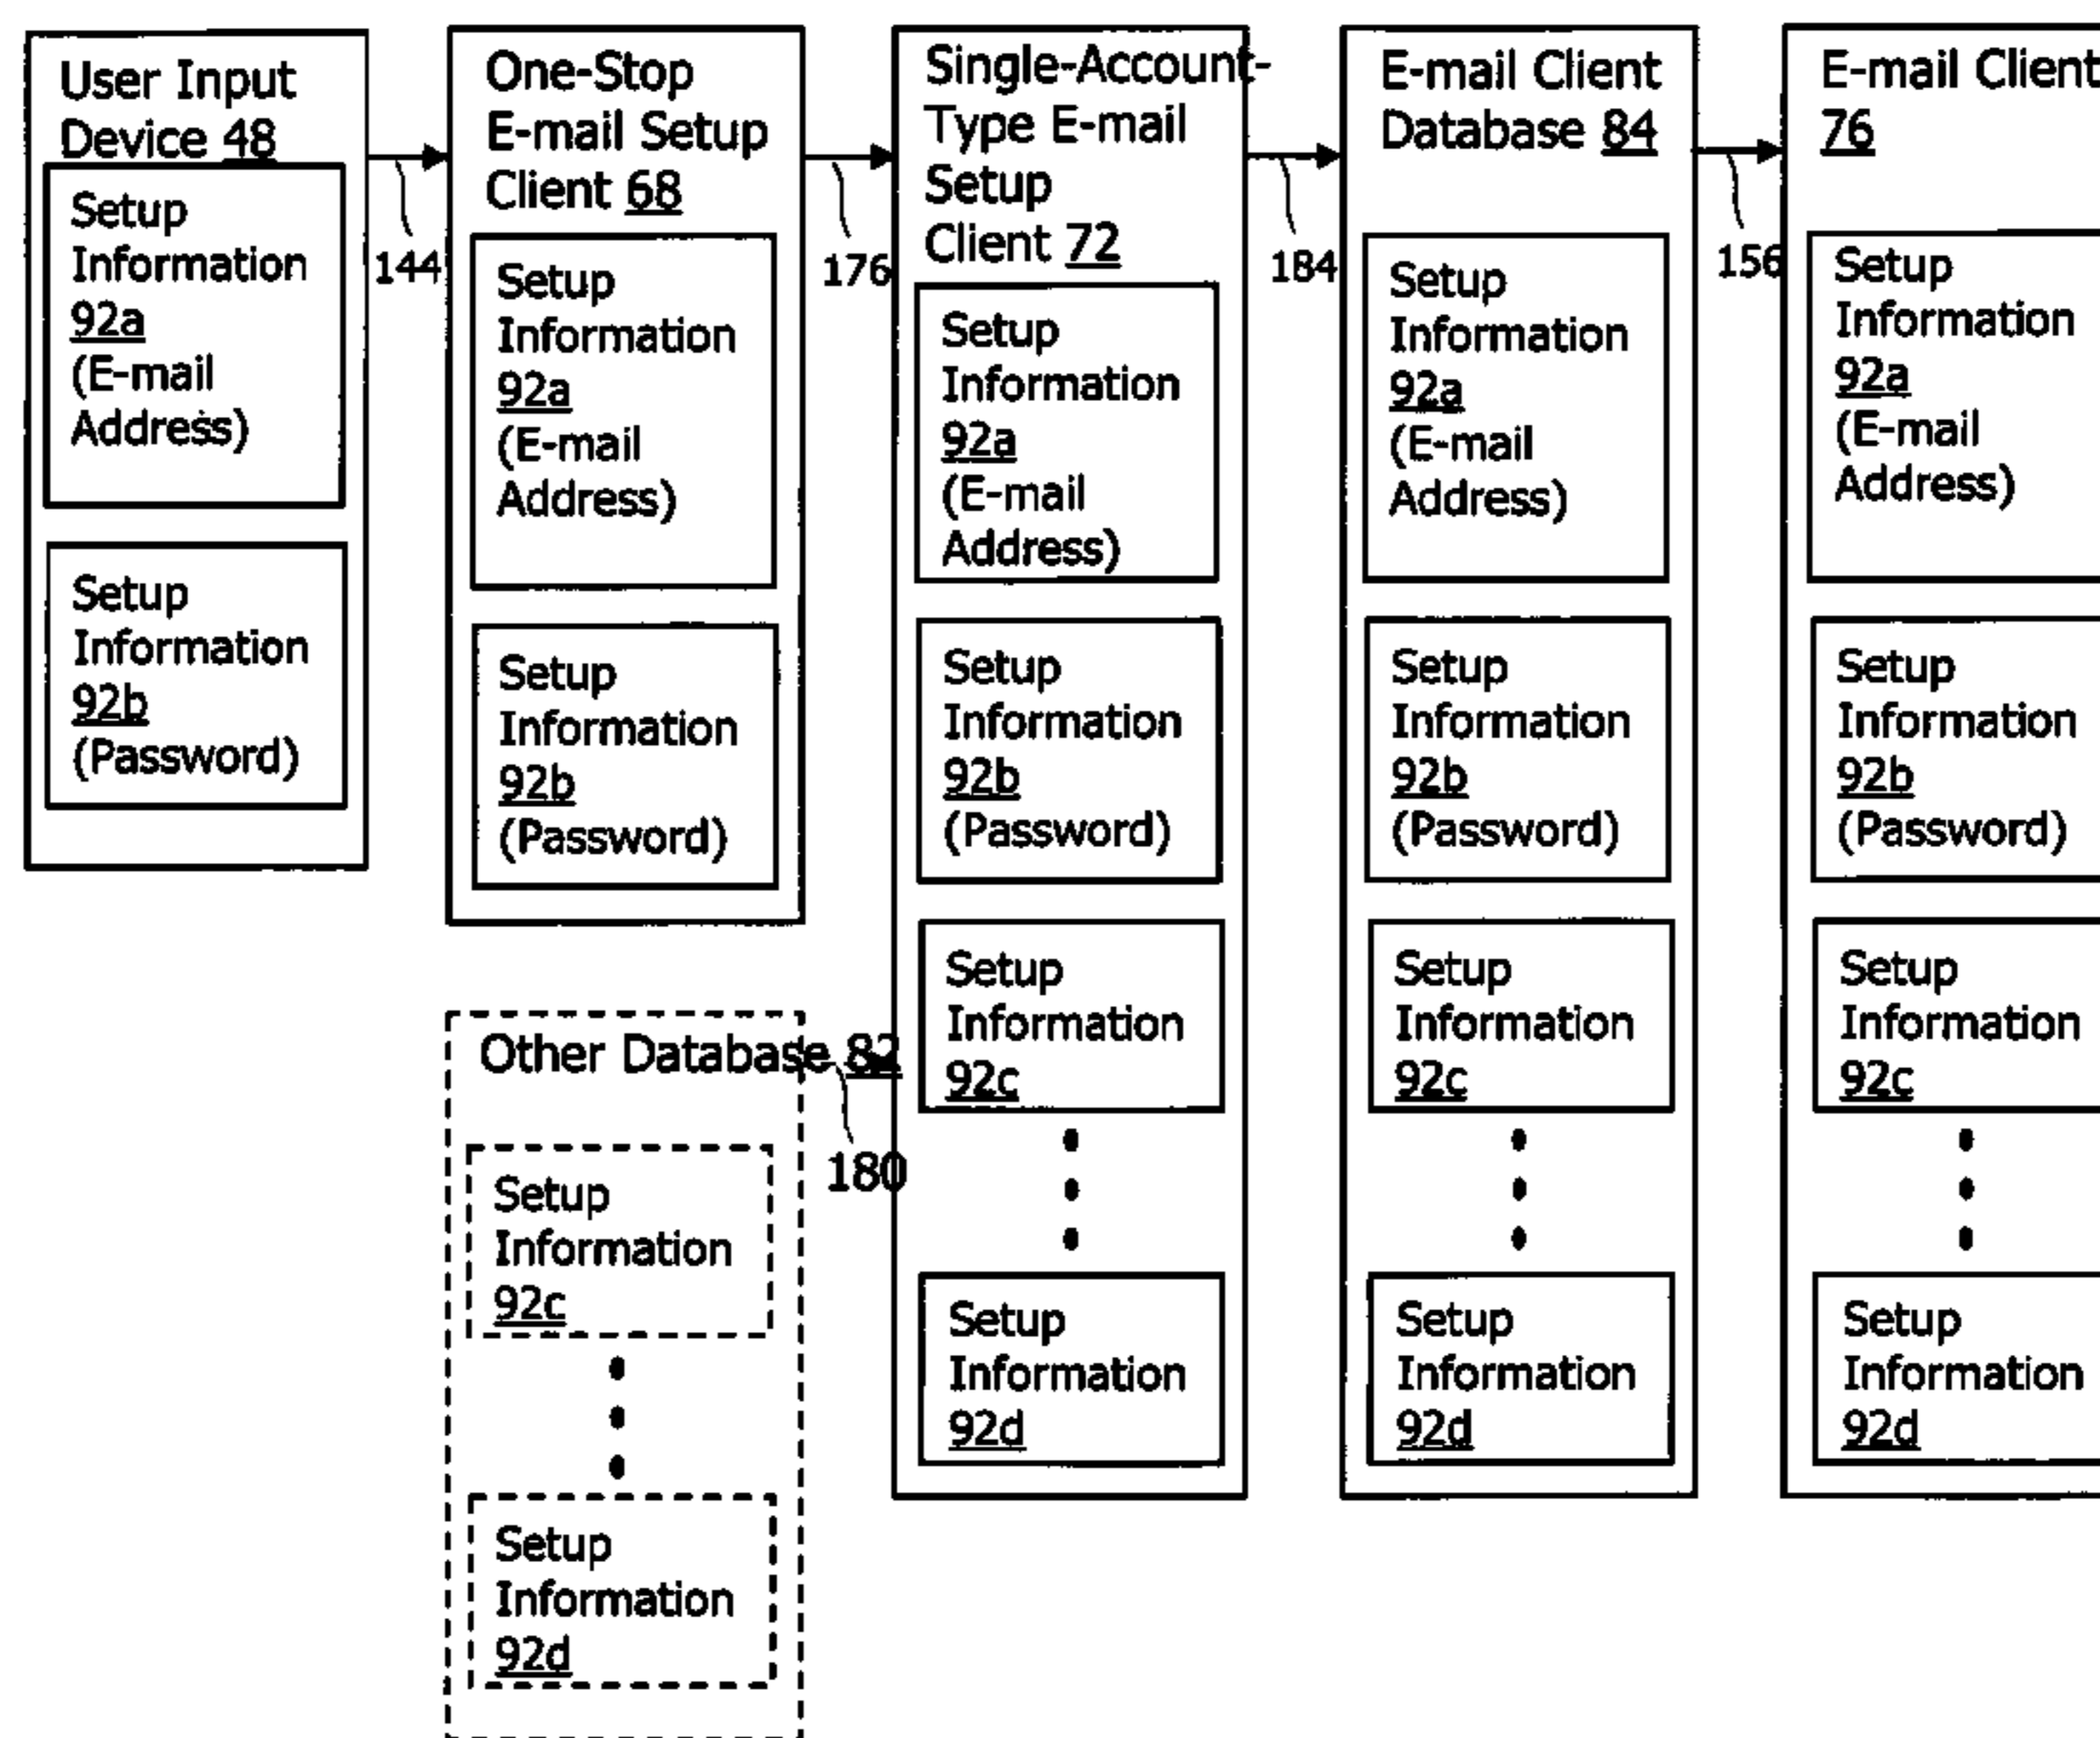 User Input
Device 48
Setup
Information
92a
(E-mail
Address)
Setup
Information
92b
(Password)
144
One-Stop
E-mail Setup
Client 68
Setup
Information
92a
(E-mail
Address)
Setup
Information
92b
(Password)
176
Other Database 82
Setup
Information
92c
Setup
Information
92d
180
Single-Account-
Type E-mail
Setup
Client 72
Setup
Information
92a
(E-mail
Address)
Setup
Information
92b
(Password)
Setup
Information
92c
Setup
Information
92d
184
E-mail Client
Database 84
Setup
Information
92a
(E-mail
Address)
Setup
Information
92b
(Password)
Setup
Information
92c
Setup
Information
92d
156
E-mail Client
76
Setup
Information
92a
(E-mail
Address)
Setup
Information
92b
(Password)
Setup
Information
92c
Setup
Information
92d